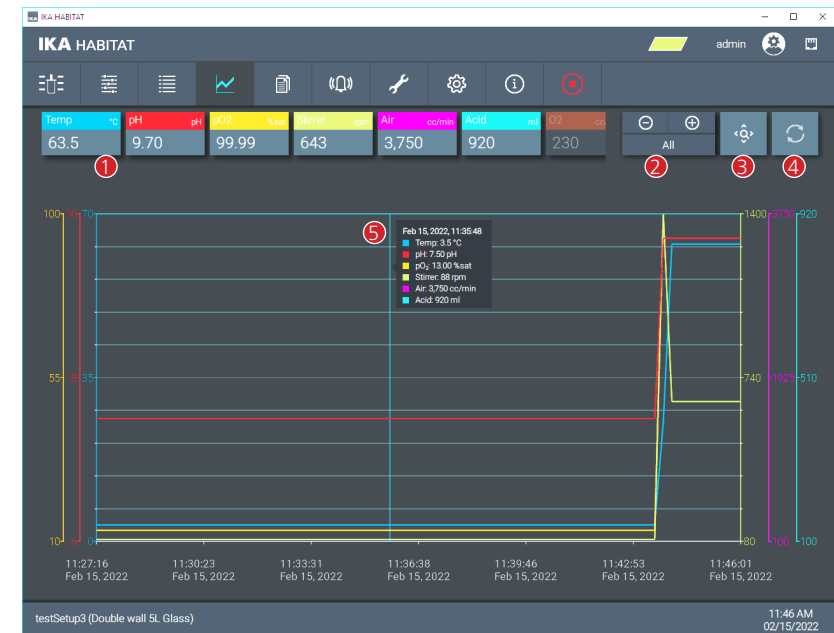 IKA HABITAT
IKA HABITAT
admin
Temp °C
pH pH
pO2 %sat
Stirrer rpm
Air cc/min
Acid ml
O2 cc
63.5
9.70
99.99
643
3,750
920
230
All
1
2
3
4
5
Feb 15, 2022, 11:35:48
Temp: 3.5 °C
pH: 7.50 pH
pO₂: 13.00 %sat
Stirrer: 88 rpm
Air: 3,750 cc/min
Acid: 920 ml
100 10 70
1400 3750 920
55 8 35
740 1925 510
10 6 0
80 100 100
11:27:16
Feb 15, 2022
11:30:23
Feb 15, 2022
11:33:31
Feb 15, 2022
11:36:38
Feb 15, 2022
11:39:46
Feb 15, 2022
11:42:53
Feb 15, 2022
11:46:01
Feb 15, 2022
testSetup3 (Double wall 5L Glass)
11:46 AM
02/15/2022